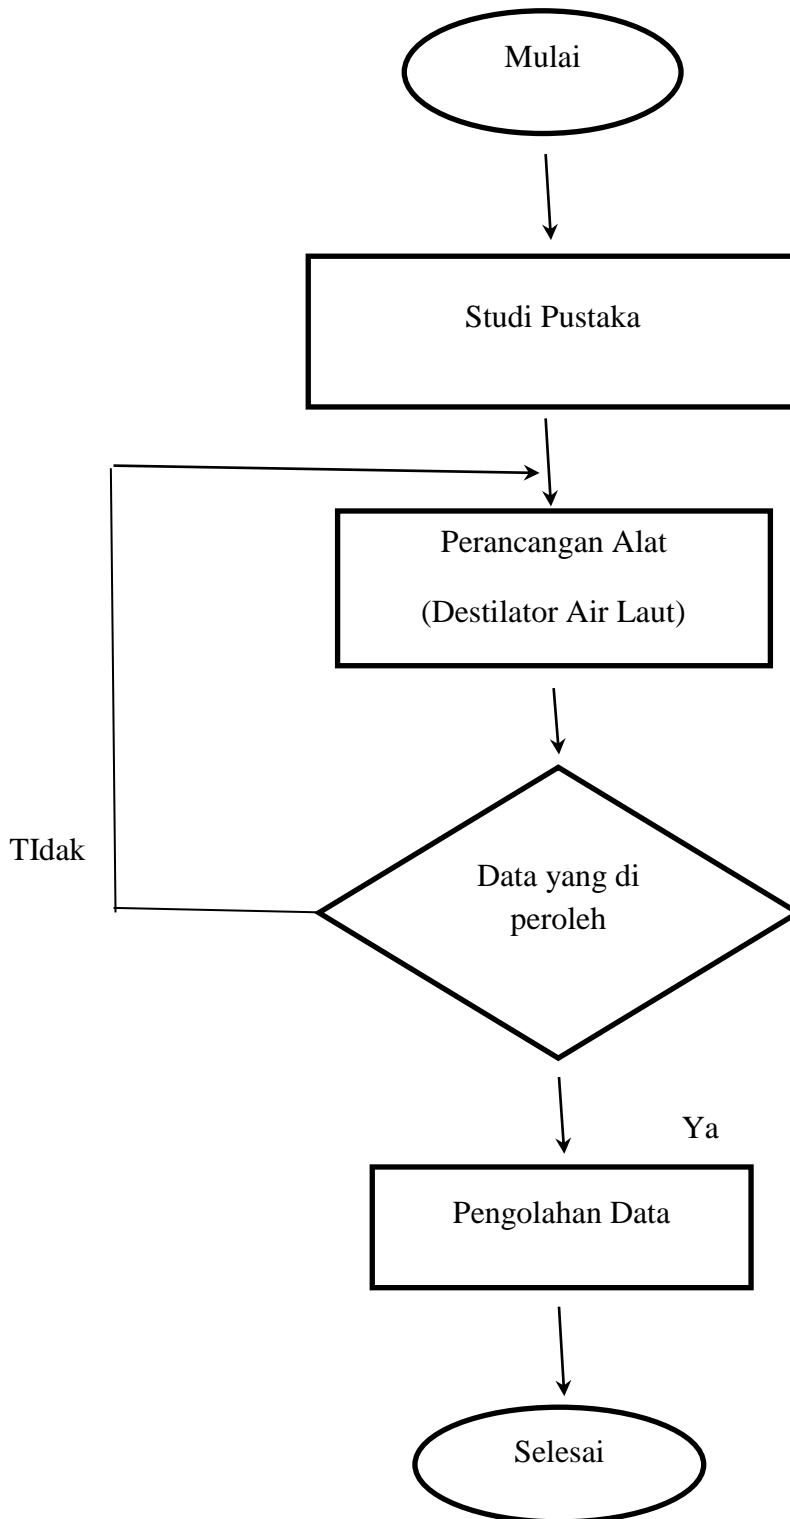 Mulai
Studi Pustaka
Perancangan Alat
(Destilator Air Laut)
TIdak
Data yang di
peroleh
Ya
Pengolahan Data
Selesai